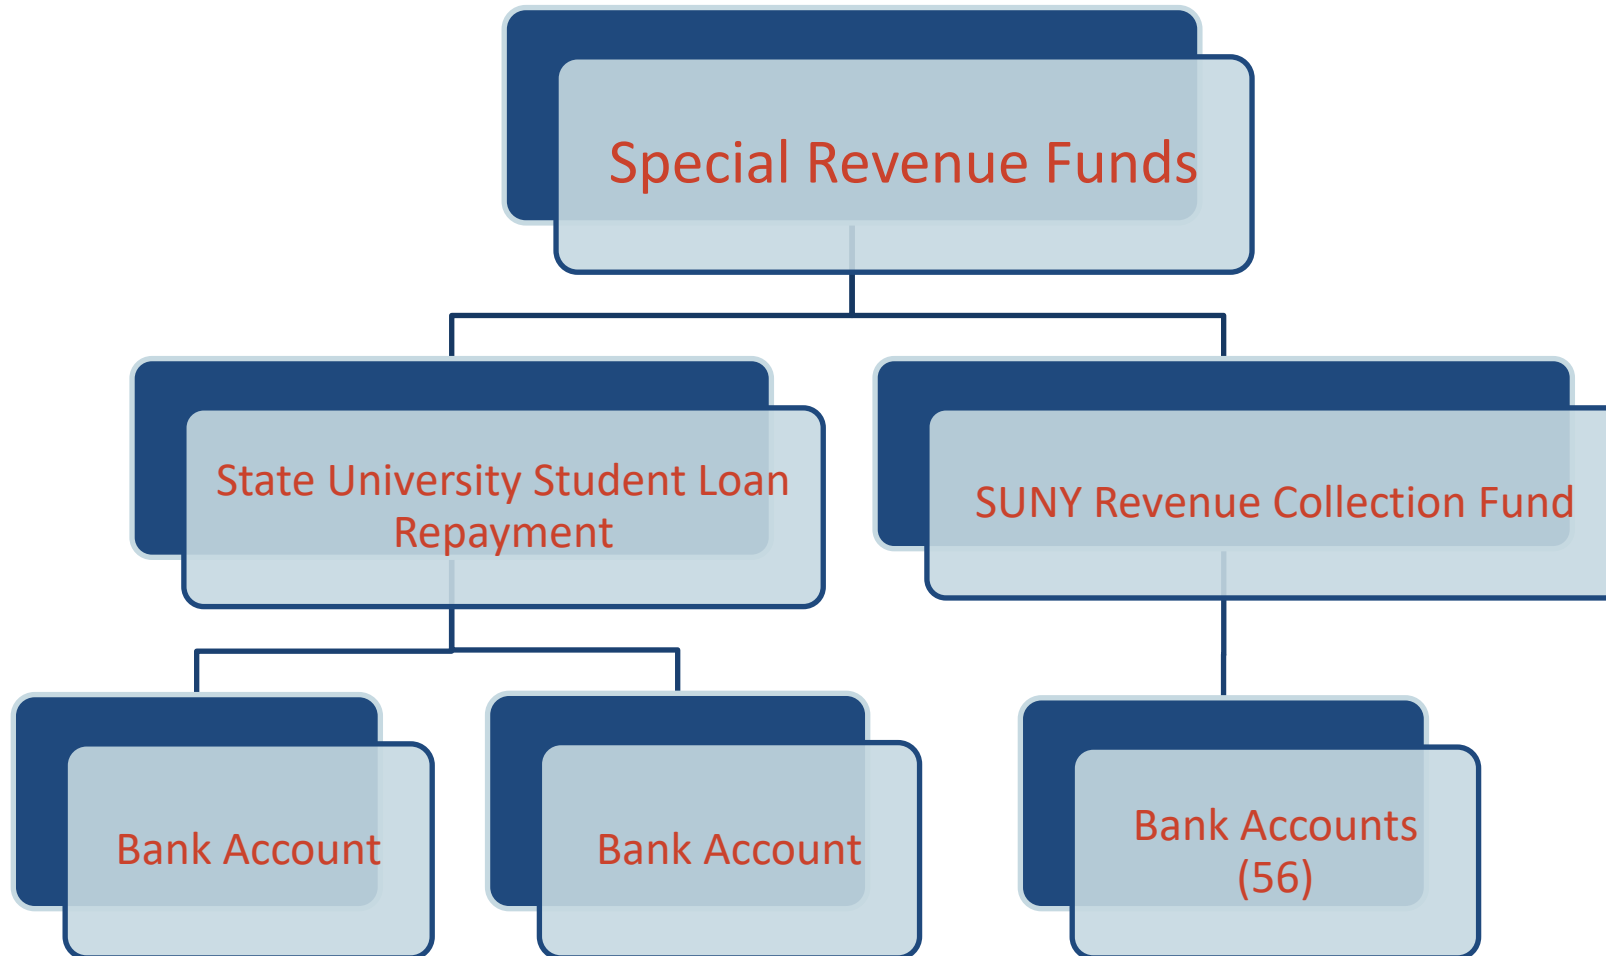 Special Revenue Funds
State University Student Loan
Repayment
SUNY Revenue Collection Fund
Bank Account
Bank Account
Bank Accounts
(56)